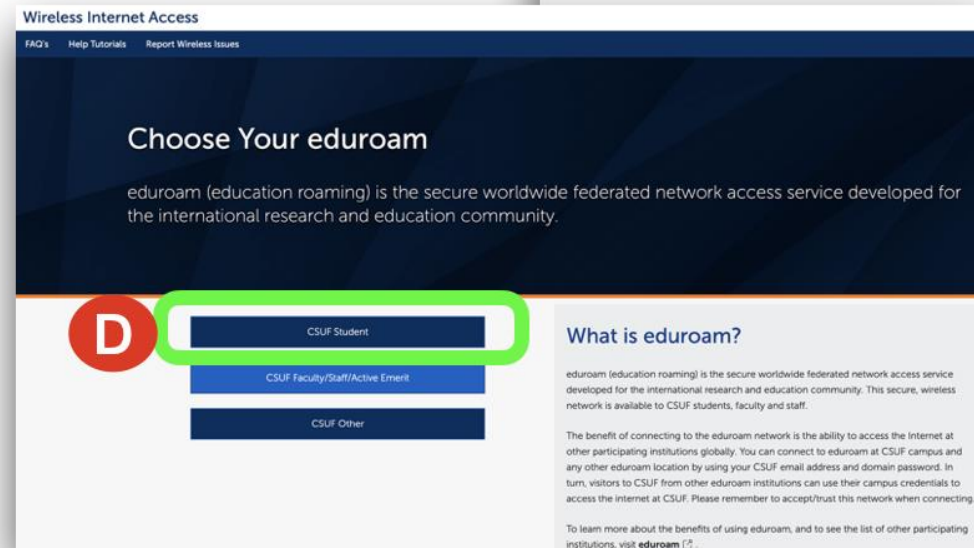 Wireless Internet Access
FAQ's Help Tutorials Report Wireless Issues
Choose Your eduroam
eduroam (education roaming) is the secure worldwide federated network access service developed for
the international research and education community.
D
CSUF Student
CSUF Faculty/Staff/Active Emerit
CSUF Other
What is eduroam?
eduroam (education roaming) is the secure worldwide federated network access service
developed for the international research and education community. This secure, wireless
network is available to CSUF students, faculty and staff.
The benefit of connecting to the eduroam network is the ability to access the Internet at
other participating institutions globally. You can connect to eduroam at CSUF campus and
any other eduroam location by using your CSUF email address and domain password. In
turn, visitors to CSUF from other eduroam institutions can use their campus credentials to
access the internet at CSUF. Please remember to accept/trust this network when connecting.
To learn more about the benefits of using eduroam, and to see the list of other participating
institutions, visit eduroam .